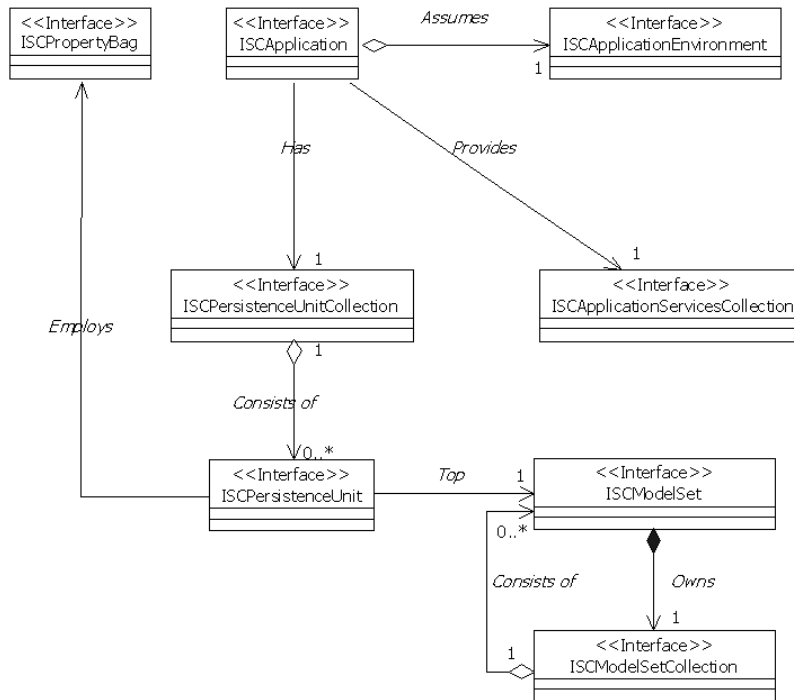 <<Interface>>
ISCPropertyBag
<<Interface>>
ISCApplication
Assumes
1
<<Interface>>
ISCApplicationEnvironment
Has
Provides
1
1
<<Interface>>
ISCPersistenceUnitCollection
<<Interface>>
ISCApplicationServicesCollection
Employs
1
Consists of
0..*
<<Interface>>
ISCPersistenceUnit
Top
1
<<Interface>>
ISCModelSet
0..*
Consists of
Owns
1
1
<<Interface>>
ISCModelSetCollection